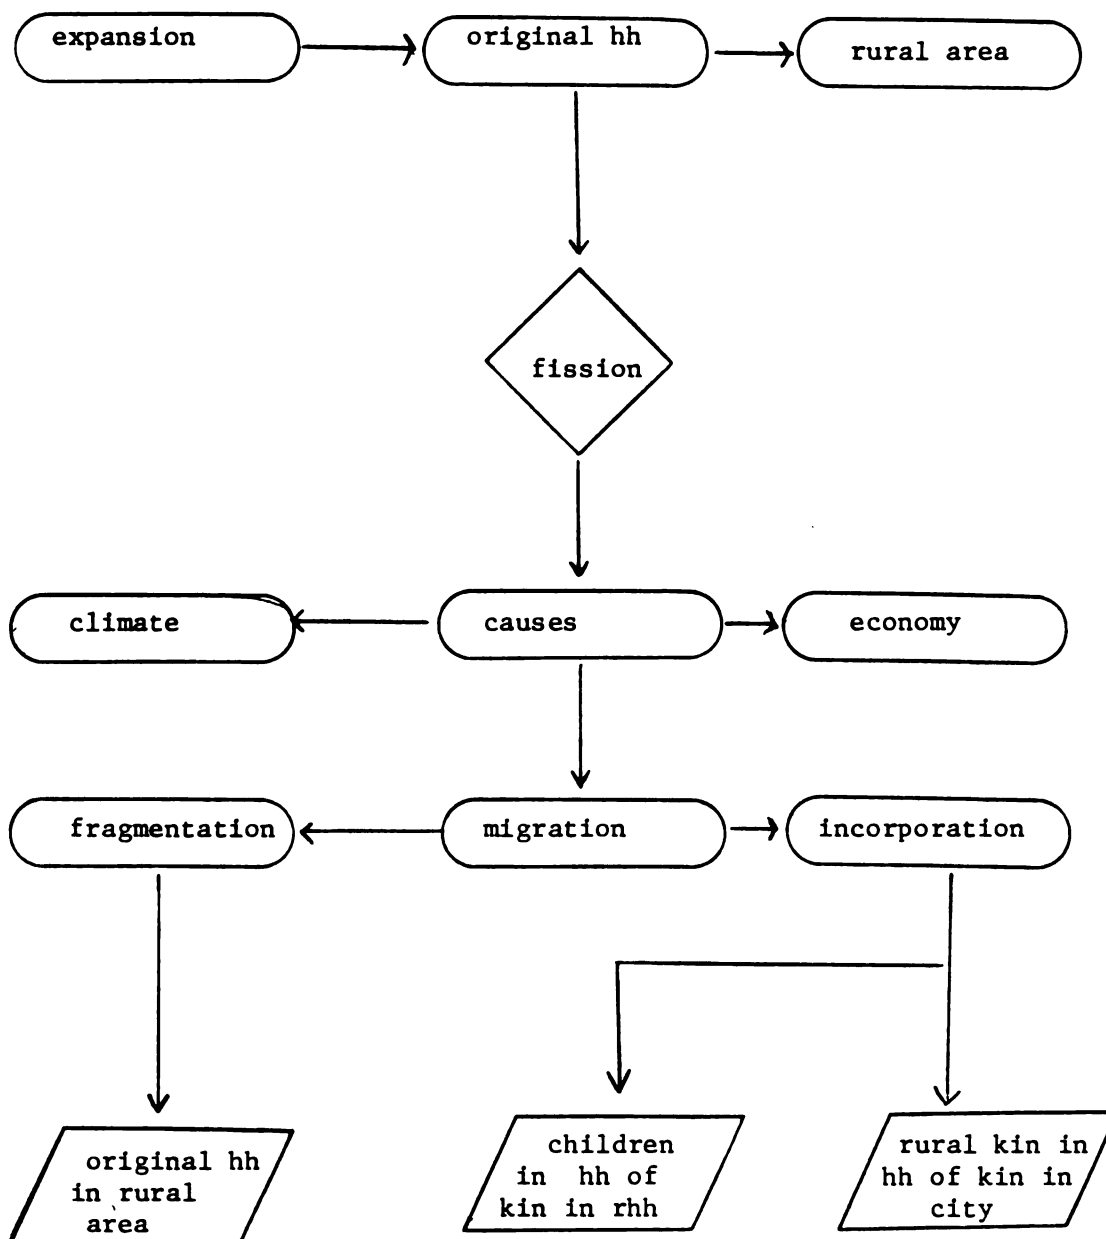 expansion
original hh
rural area
fission
climate
causes
economy
fragmentation
migration
incorporation
original hh
in rural
area
children
in hh of
kin in rhh
rural kin in
hh of kin in
city